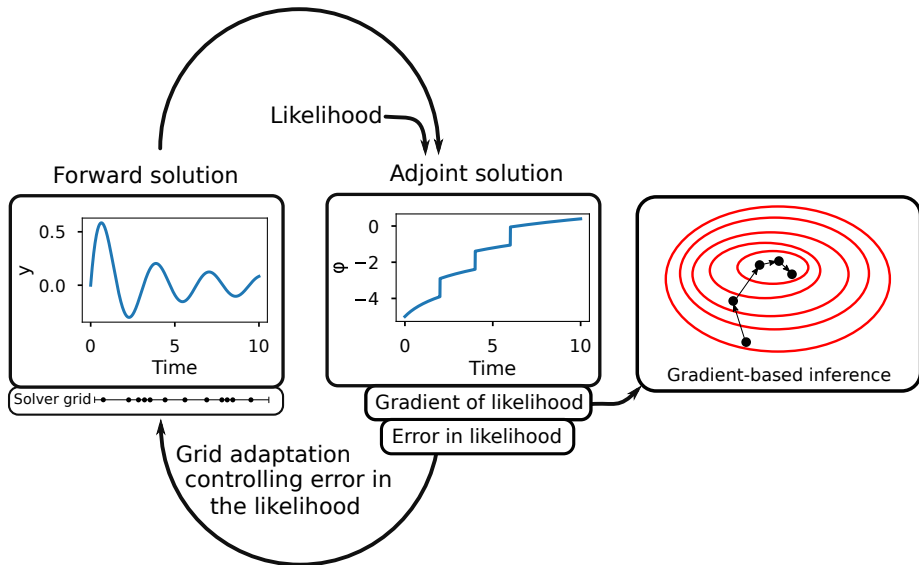 Likelihood
Forward solution
0.5
0.0
y
0 5 10
Time
Solver grid
Adjoint solution
0
−2
−4
φ
0 5 10
Time
Gradient of likelihood
Error in likelihood
Gradient-based inference
Grid adaptation
controlling error in
the likelihood